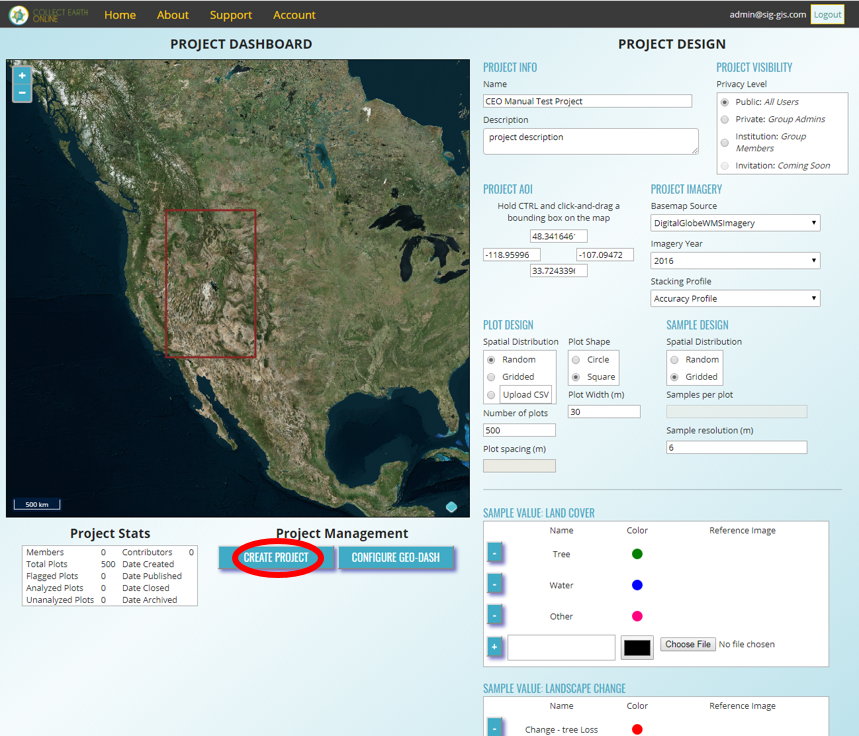 COLLECT EARTH
ONLINE
Home About Support Account
admin@sig-gis.com Logout
PROJECT DASHBOARD
+
−
500 km
Project Stats
Members 0 Contributors 0
Total Plots 500 Date Created
Flagged Plots 0 Date Published
Analyzed Plots 0 Date Closed
Unanalyzed Plots 0 Date Archived
Project Management
CREATE PROJECT CONFIGURE GEO-DASH
PROJECT DESIGN
PROJECT INFO
Name
CEO Manual Test Project
Description
project description
PROJECT VISIBILITY
Privacy Level
Public: All Users
Private: Group Admins
Institution: Group
Members
Invitation: Coming Soon
PROJECT AOI
Hold CTRL and click-and-drag a
bounding box on the map
48.341646
-118.95996 -107.09472
33.724339
PROJECT IMAGERY
Basemap Source
DigitalGlobeWMSImagery
Imagery Year
2016
Stacking Profile
Accuracy Profile
PLOT DESIGN
Spatial Distribution
Random
Gridded
Upload CSV
Number of plots
500
Plot spacing (m)
Plot Shape
Circle
Square
Plot Width (m)
30
SAMPLE DESIGN
Spatial Distribution
Random
Gridded
Samples per plot
Sample resolution (m)
6
SAMPLE VALUE: LAND COVER
Name Color Reference Image
- Tree
- Water
- Other
+ Choose File No file chosen
SAMPLE VALUE: LANDSCAPE CHANGE
Name Color Reference Image
- Change - tree Loss